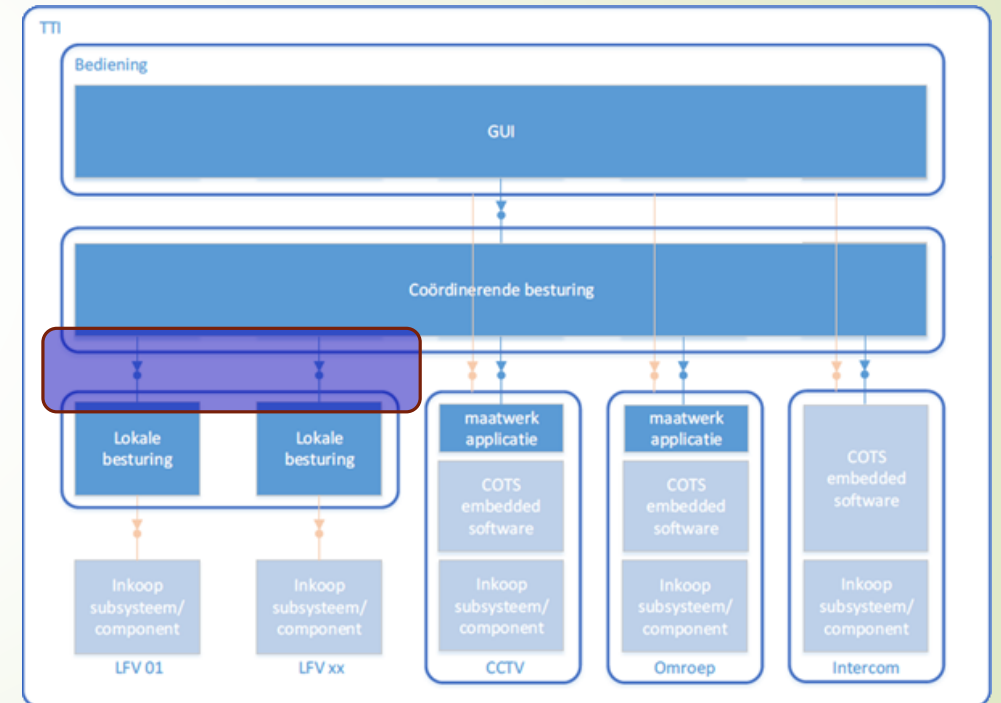 TTI
Bediening
GUI
Coördinerende besturing
Lokale
besturing
Lokale
besturing
maatwerk
applicatie
maatwerk
applicatie
COTS
embedded
software
COTS
embedded
software
COTS
embedded
software
Inkoop
subsysteem/
component
Inkoop
subsysteem/
component
Inkoop
subsysteem/
component
Inkoop
subsysteem/
component
Inkoop
subsysteem/
component
LFV 01
LFV xx
CCTV
Omroep
Intercom